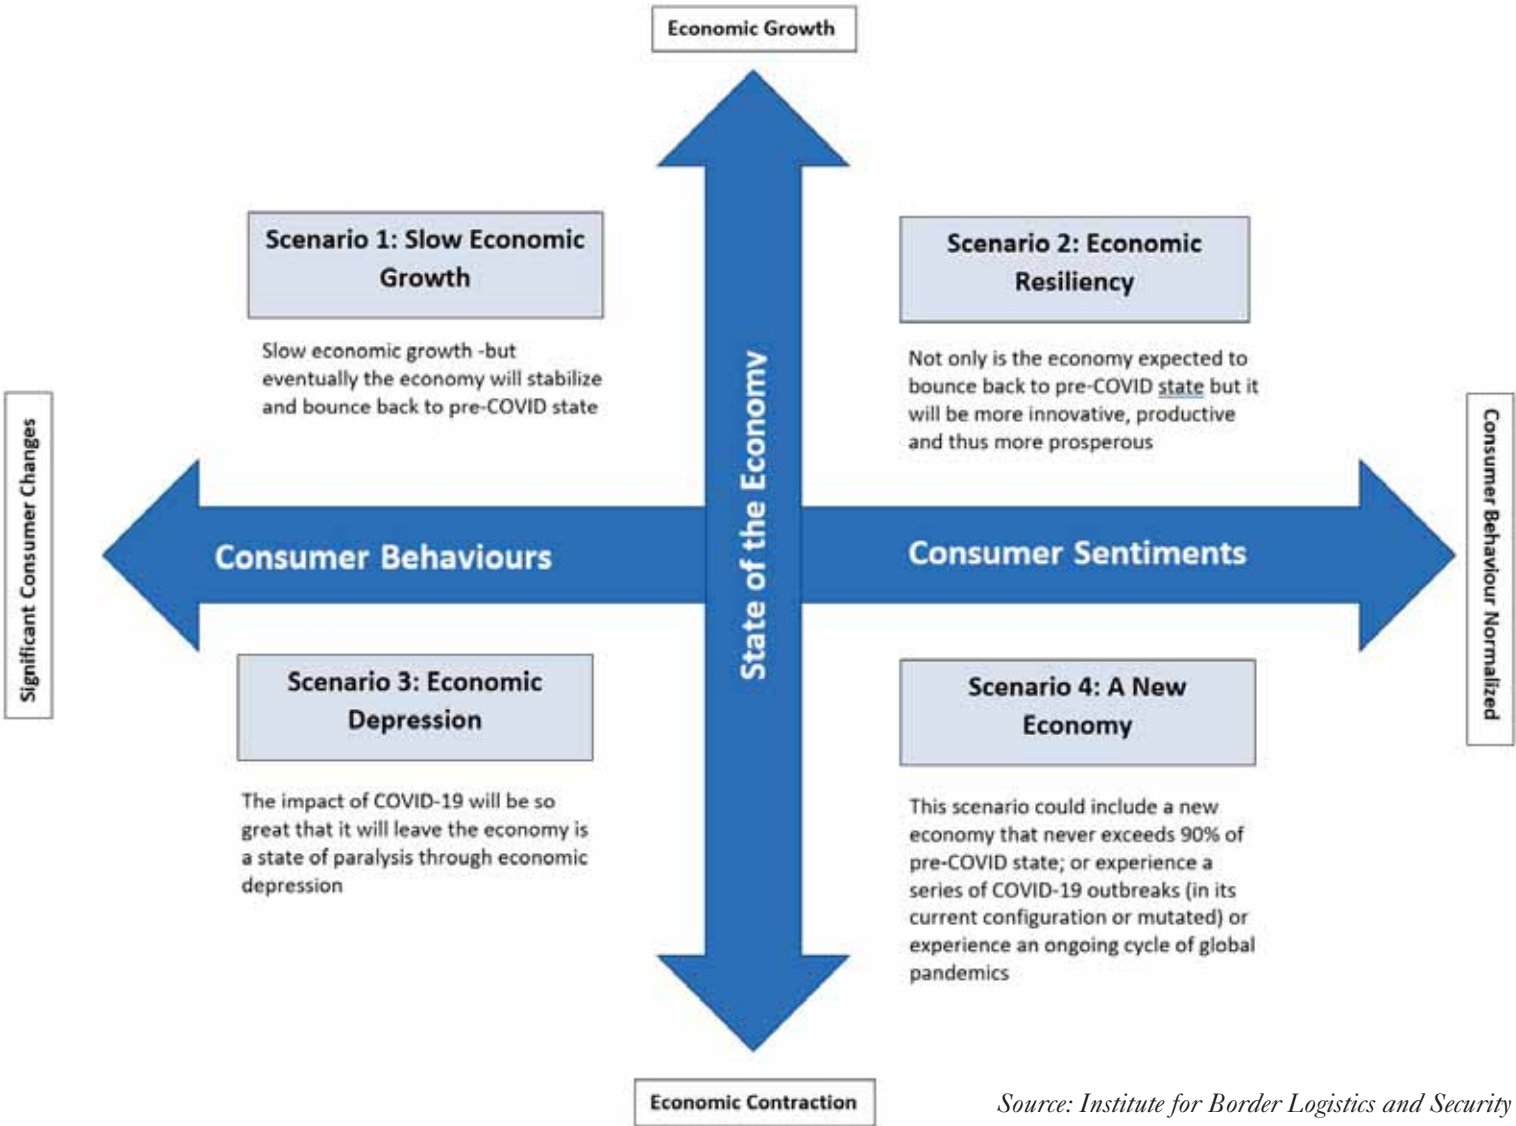 Economic Growth
Scenario 1: Slow Economic
Growth
Slow economic growth -but
eventually the economy will stabilize
and bounce back to pre-COVID state
Scenario 2: Economic
Resiliency
Not only is the economy expected to
bounce back to pre-COVID state but it
will be more innovative, productive
and thus more prosperous
Significant Consumer Changes
Consumer Behaviours
State of the Economy
Consumer Sentiments
Consumer Behaviour Normalized
Scenario 3: Economic
Depression
The impact of COVID-19 will be so
great that it will leave the economy is
a state of paralysis through economic
depression
Scenario 4: A New
Economy
This scenario could include a new
economy that never exceeds 90% of
pre-COVID state; or experience a
series of COVID-19 outbreaks (in its
current configuration or mutated) or
experience an ongoing cycle of global
pandemics
Economic Contraction
Source: Institute for Border Logistics and Security